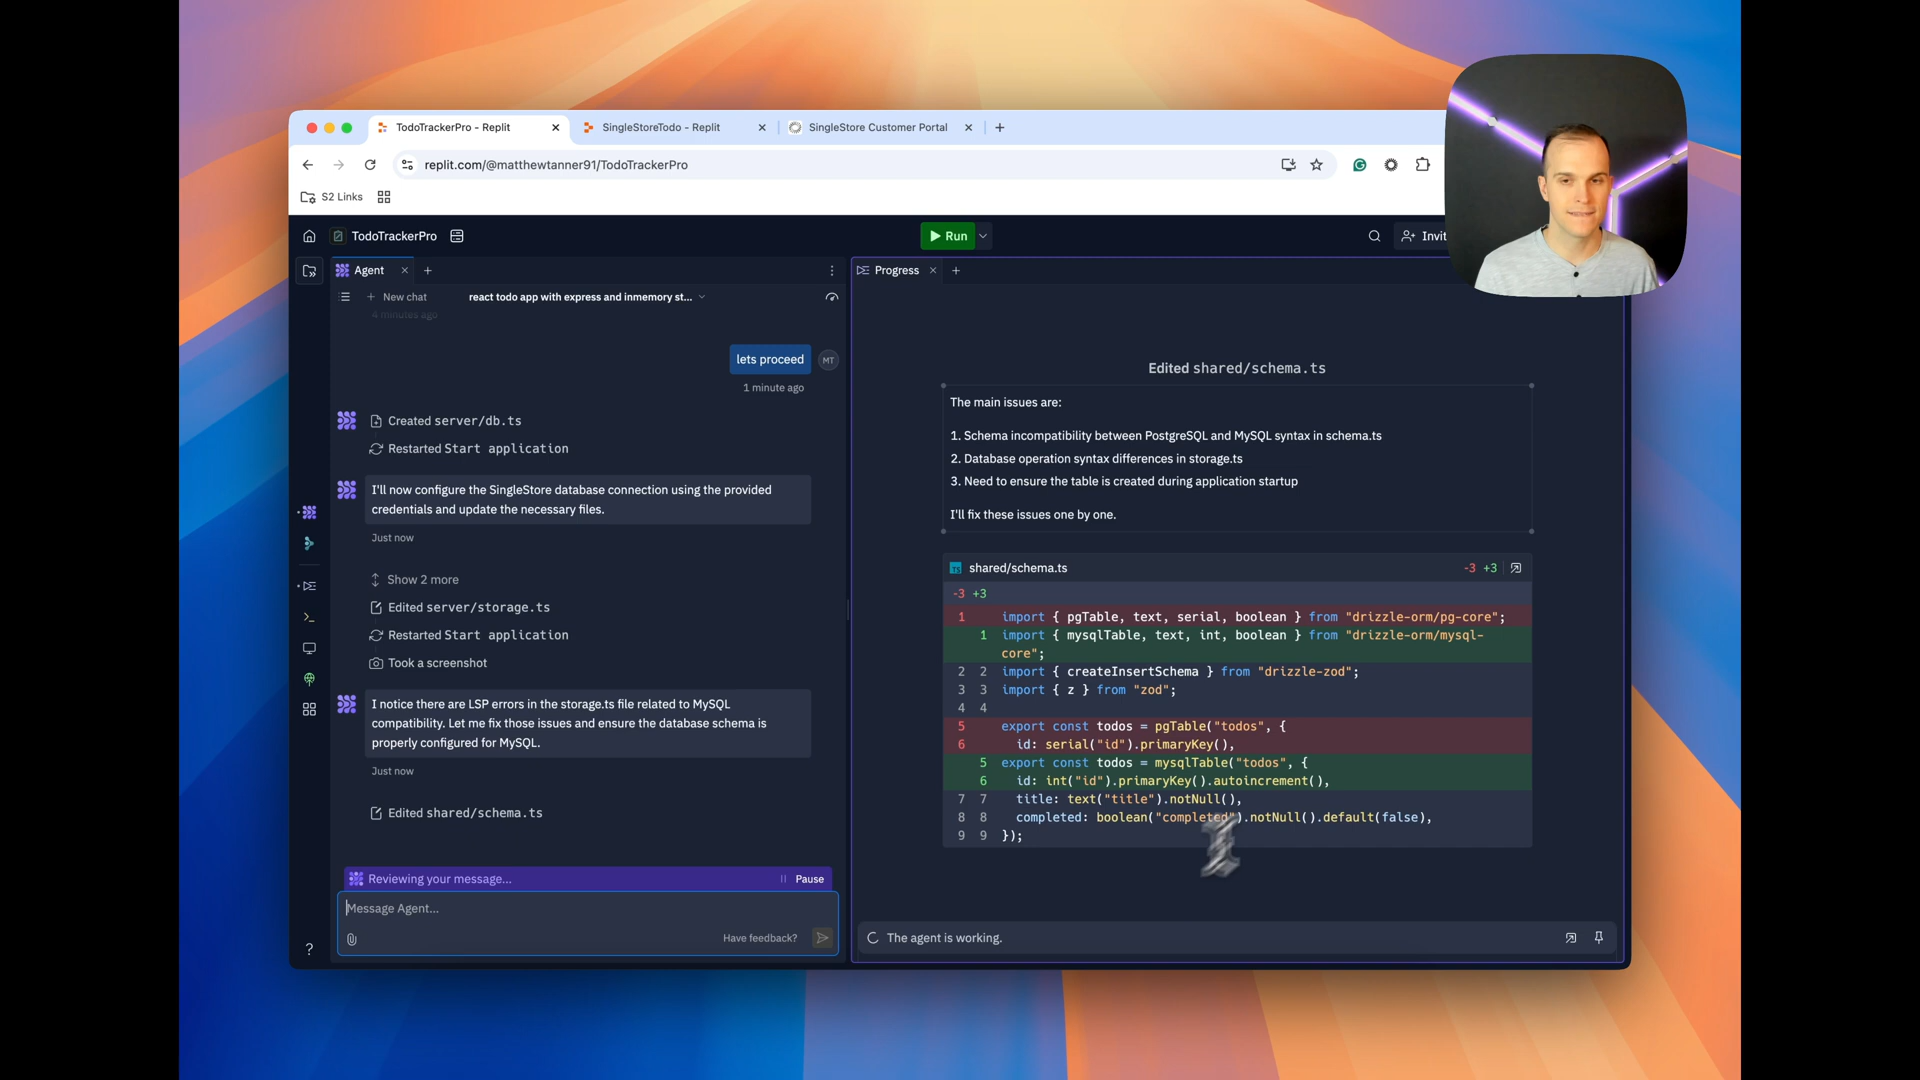 TodoTrackerPro - Replit
SingleStoreTodo - Replit
SingleStore Customer Portal
replit.com/@matthewtanner91/TodoTrackerPro
S2 Links
TodoTrackerPro
Run
Invit
Agent
Progress
New chat
react todo app with express and inmemory st...
4 minutes ago
lets proceed
MT
1 minute ago
Created server/db.ts
Restarted Start application
I'll now configure the SingleStore database connection using the provided
credentials and update the necessary files.
Just now
Show 2 more
Edited server/storage.ts
Restarted Start application
Took a screenshot
I notice there are LSP errors in the storage.ts file related to MySQL
compatibility. Let me fix those issues and ensure the database schema is
properly configured for MySQL.
Just now
Edited shared/schema.ts
Reviewing your message...
Pause
Message Agent...
Have feedback?
Edited shared/schema.ts
The main issues are:
1. Schema incompatibility between PostgreSQL and MySQL syntax in schema.ts
2. Database operation syntax differences in storage.ts
3. Need to ensure the table is created during application startup
I'll fix these issues one by one.
shared/schema.ts
-3 +3
-3 +3
1 import { pgTable, text, serial, boolean } from "drizzle-orm/pg-core";
1 import { mysqlTable, text, int, boolean } from "drizzle-orm/mysql-
core";
2 2 import { createInsertSchema } from "drizzle-zod";
3 3 import { z } from "zod";
4 4
5 export const todos = pgTable("todos", {
6 id: serial("id").primaryKey(),
5 export const todos = mysqlTable("todos", {
6 id: int("id").primaryKey().autoincrement(),
7 7 title: text("title").notNull(),
8 8 completed: boolean("completed").notNull().default(false),
9 9 });
The agent is working.